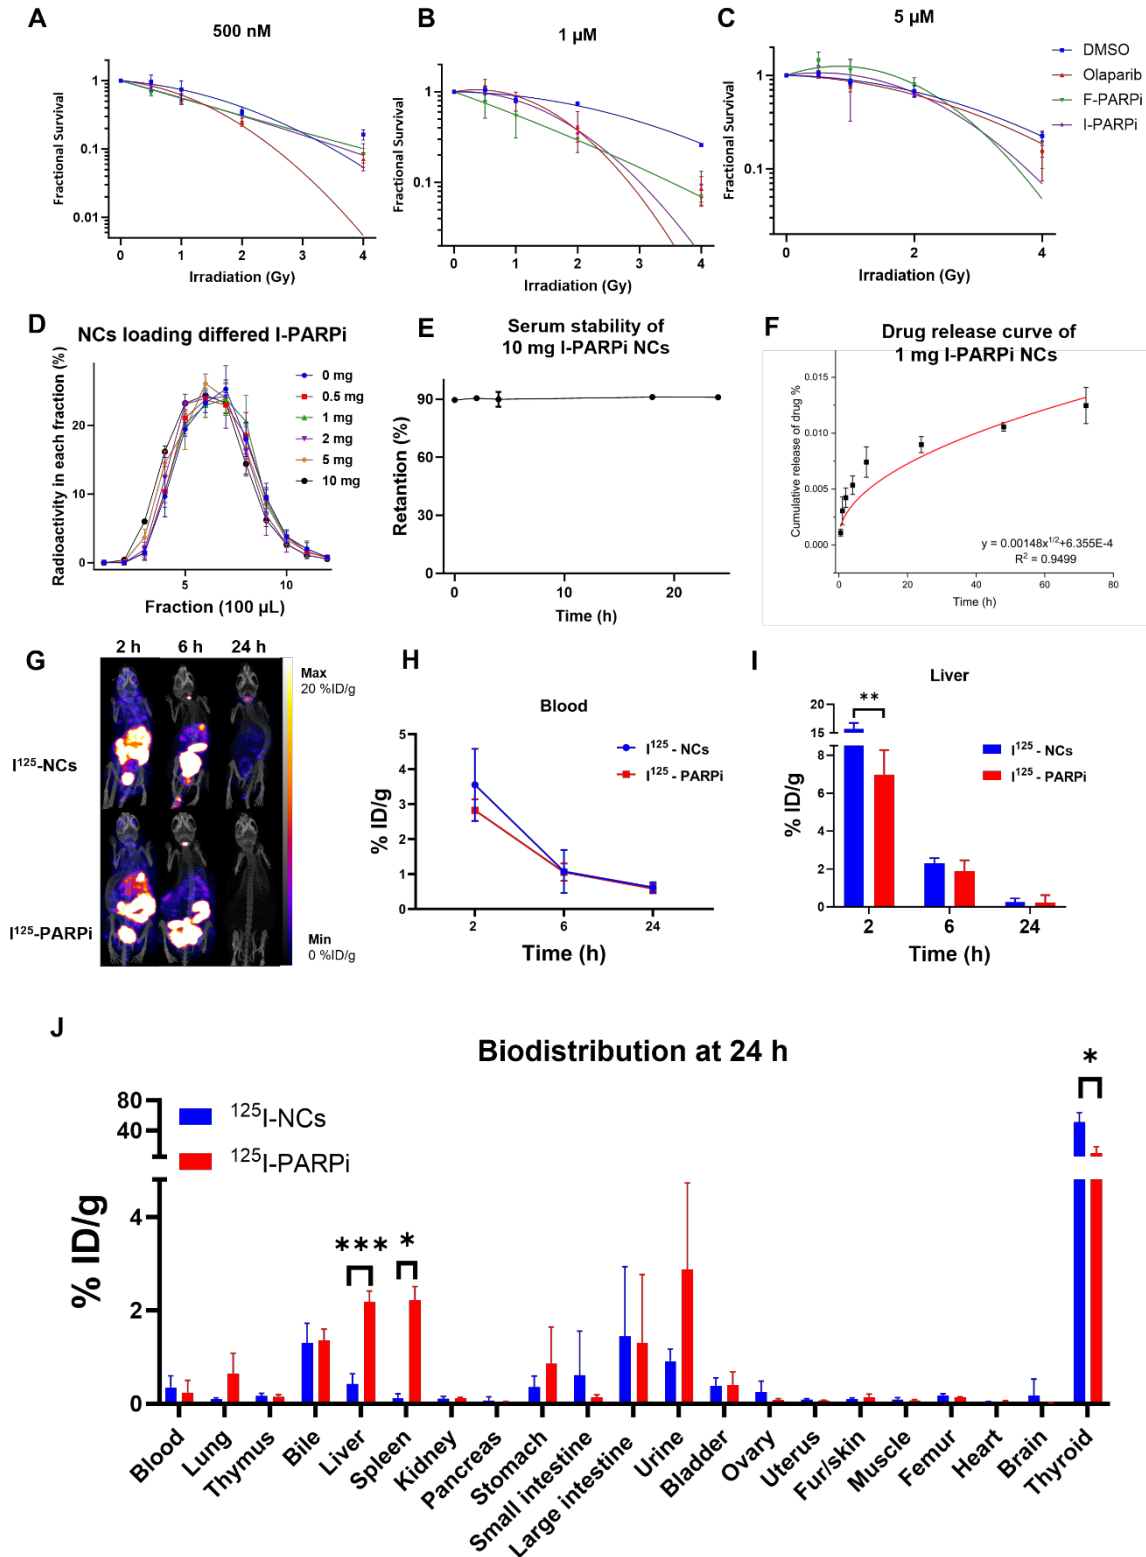 A
500 nM
Fractional Survival
1
0.1
0.01
0 1 2 3 4
Irradiation (Gy)
B
1 µM
Fractional Survival
1
0.1
0 1 2 3 4
Irradiation (Gy)
C
5 µM
Fractional Survival
1
0.1
0 2 4
Irradiation (Gy)
DMSO
Olaparib
F-PARPi
I-PARPi
D
NCs loading differed I-PARPi
Radioactivity in each fraction (%)
20
10
0
5 10
Fraction (100 µL)
0 mg
0.5 mg
1 mg
2 mg
5 mg
10 mg
E
Serum stability of
10 mg I-PARPi NCs
Retantion (%)
90
60
30
0
0 10 20
Time (h)
F
Drug release curve of
1 mg I-PARPi NCs
Cumulative release of drug %
0.015
0.010
0.005
0.000
0 20 40 60 80
Time (h)
y = 0.00148x^1/2+6.355E-4
R² = 0.9499
G
2 h 6 h 24 h
I¹²⁵-NCs
I¹²⁵-PARPi
Max
20 %ID/g
Min
0 %ID/g
H
Blood
% ID/g
5
4
3
2
1
0
2 6 24
Time (h)
I¹²⁵ - NCs
I¹²⁵ - PARPi
I
Liver
% ID/g
20
15
8
6
4
2
0
**
2 6 24
Time (h)
I¹²⁵ - NCs
I¹²⁵ - PARPi
J
Biodistribution at 24 h
% ID/g
80
40
4
2
0
¹²⁵I-NCs
¹²⁵I-PARPi
***
*
*
Blood
Lung
Thymus
Bile
Liver
Spleen
Kidney
Pancreas
Stomach
Small intestine
Large intestine
Urine
Bladder
Ovary
Uterus
Fur/skin
Muscle
Femur
Heart
Brain
Thyroid